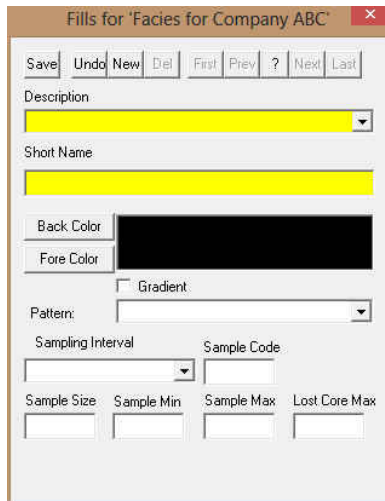 Fills for 'Facies for Company ABC' ×
Save Undo New Del First Prev ? Next Last
Description
Short Name
Back Color
Fore Color
Gradient
Pattern:
Sampling Interval Sample Code
Sample Size Sample Min Sample Max Lost Core Max